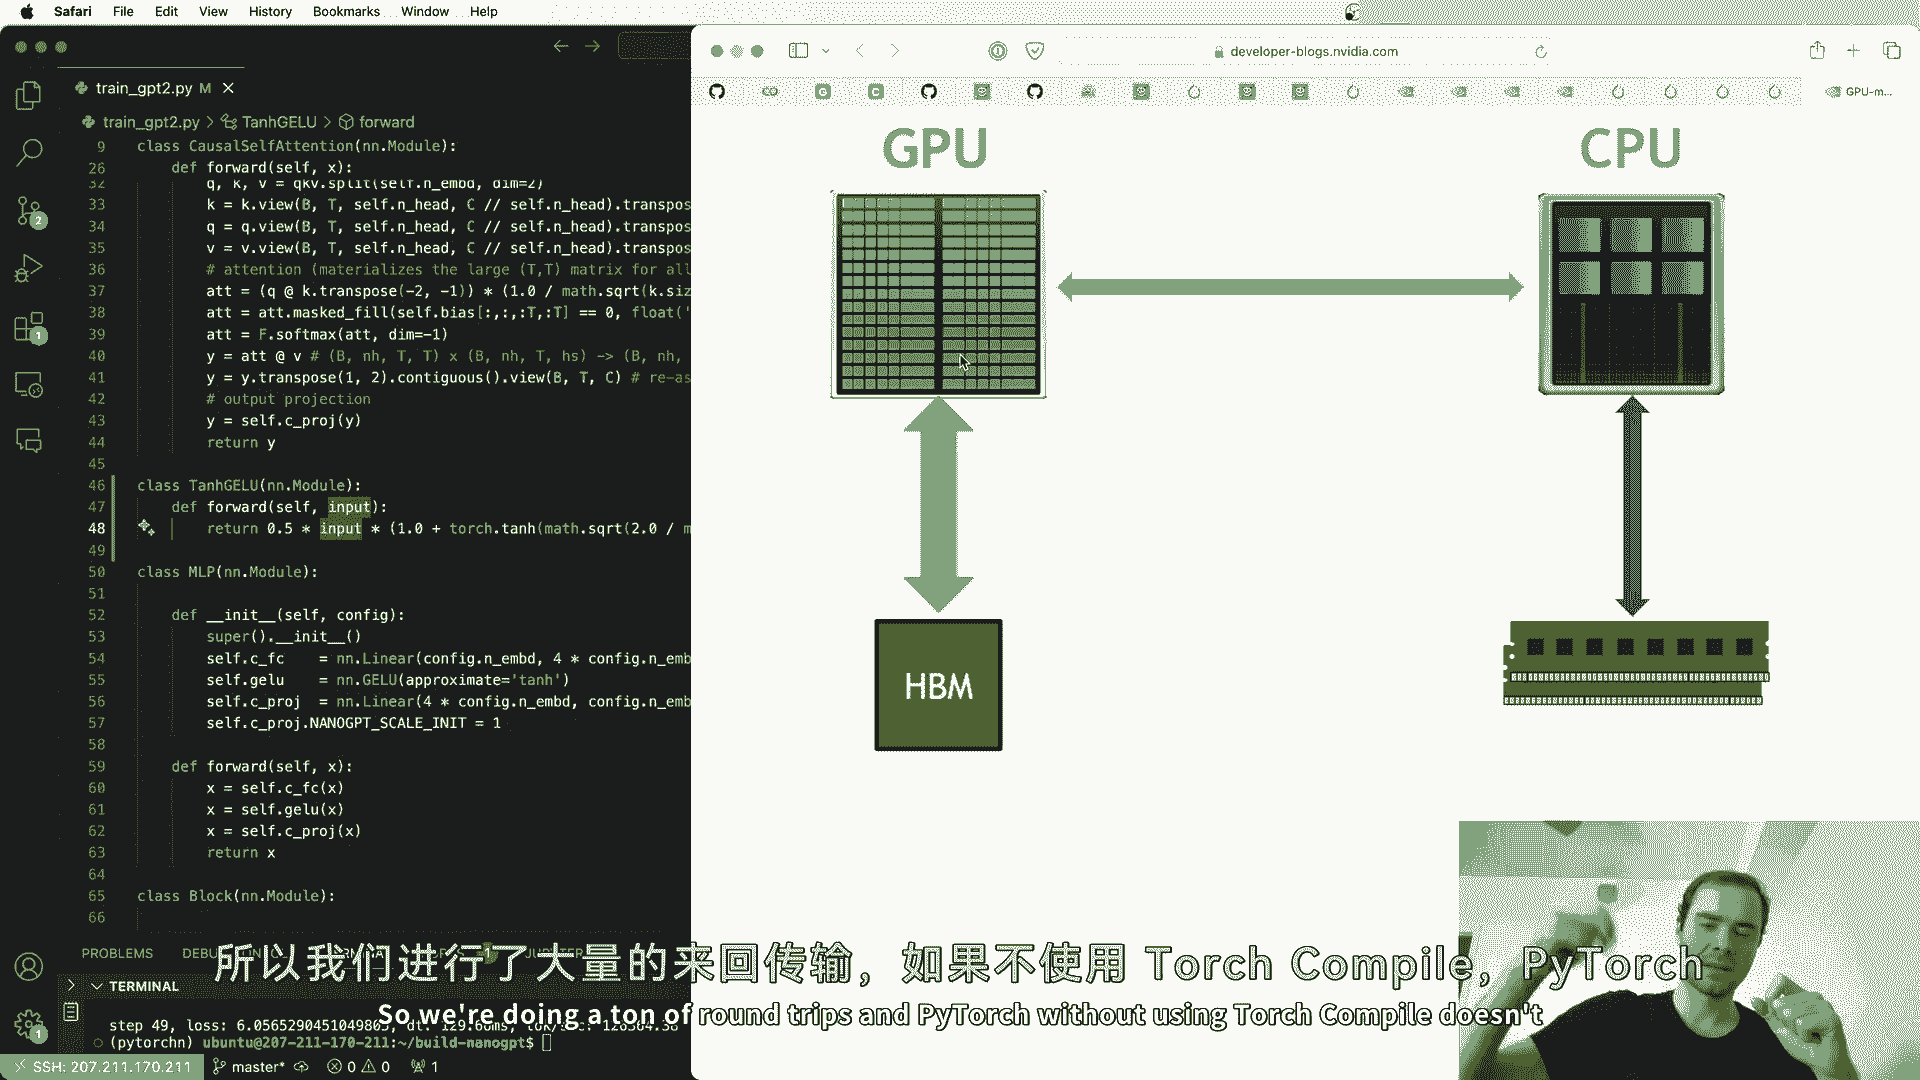 Safari File Edit View History Bookmarks Window Help
train_gpt2.py M
train_gpt2.py > TanhGELU > forward
9 class CausalSelfAttention(nn.Module):
26 def forward(self, x):
32 q, k, v = qkv.split(self.n_embd, dim=2)
33 k = k.view(B, T, self.n_head, C // self.n_head).transpos
34 q = q.view(B, T, self.n_head, C // self.n_head).transpos
35 v = v.view(B, T, self.n_head, C // self.n_head).transpos
36 # attention (materializes the large (T,T) matrix for all
37 att = (q @ k.transpose(-2, -1)) * (1.0 / math.sqrt(k.siz
38 att = att.masked_fill(self.bias[:,:,:T,:T] == 0, float('
39 att = F.softmax(att, dim=-1)
40 y = att @ v # (B, nh, T, T) x (B, nh, T, hs) -> (B, nh,
41 y = y.transpose(1, 2).contiguous().view(B, T, C) # re-as
42 # output projection
43 y = self.c_proj(y)
44 return y
45
46 class TanhGELU(nn.Module):
47 def forward(self, input):
48 return 0.5 * input * (1.0 + torch.tanh(math.sqrt(2.0 / m
49
50 class MLP(nn.Module):
51
52 def __init__(self, config):
53 super().__init__()
54 self.c_fc = nn.Linear(config.n_embd, 4 * config.n_emb
55 self.gelu = nn.GELU(approximate='tanh')
56 self.c_proj = nn.Linear(4 * config.n_embd, config.n_emb
57 self.c_proj.NANOGPT_SCALE_INIT = 1
58
59 def forward(self, x):
60 x = self.c_fc(x)
61 x = self.gelu(x)
62 x = self.c_proj(x)
63 return x
64
65 class Block(nn.Module):
66
2
1
PROBLEMS
TERMINAL
step 49, loss: 6.05652904510498
(pytorchn) ubuntu@207-211-170-211:~/build-nanogpt$
1
SSH: 207.211.170.211 master* 0 0 1
developer-blogs.nvidia.com
GPU-m...
GPU
CPU
HBM
所以我们进行了大量的来回传输，如果不使用 Torch Compile，PyTorch
So we're doing a ton of round trips and PyTorch without using Torch Compile doesn't